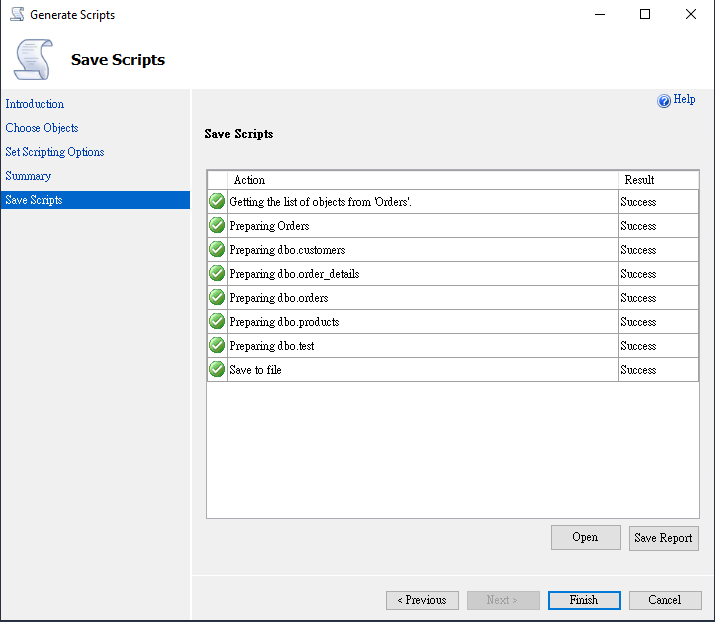 Generate Scripts
Save Scripts
Help
Introduction
Choose Objects
Set Scripting Options
Summary
Save Scripts
Save Scripts
Action Result
Getting the list of objects from 'Orders'. Success
Preparing Orders Success
Preparing dbo.customers Success
Preparing dbo.order_details Success
Preparing dbo.orders Success
Preparing dbo.products Success
Preparing dbo.test Success
Save to file Success
Open Save Report
< Previous Next > Finish Cancel